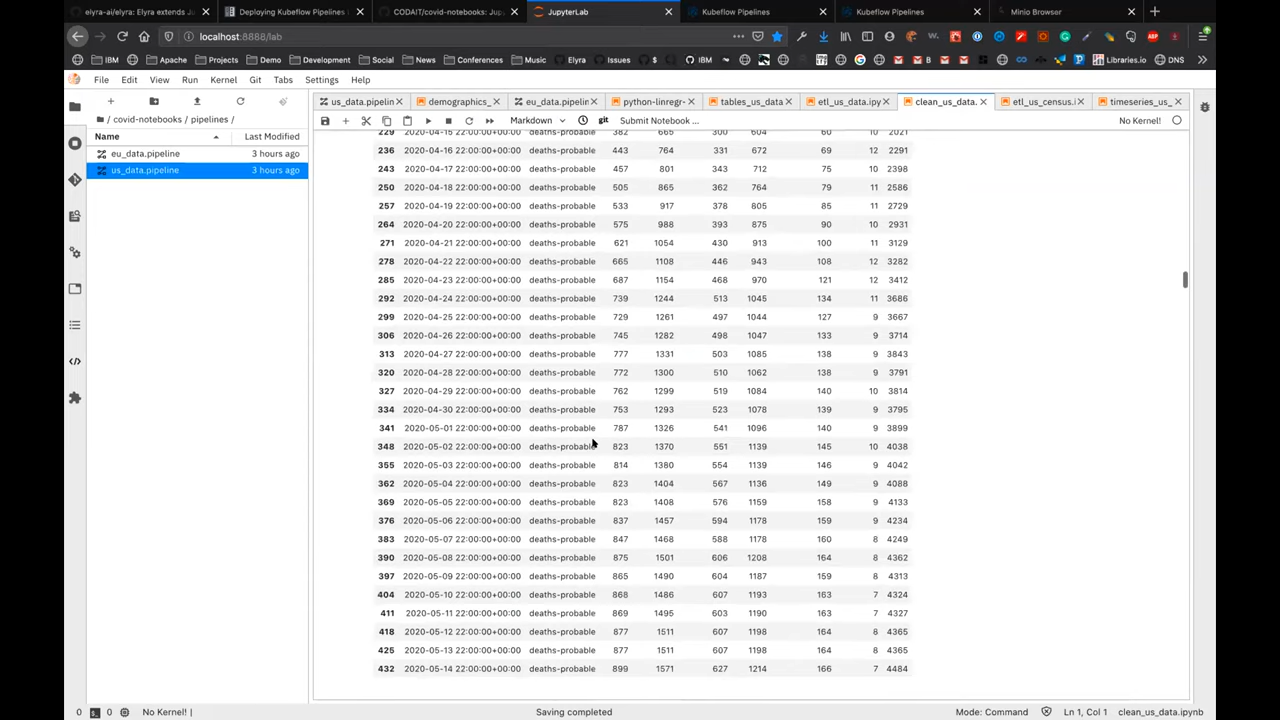 elyra-ai/elyra: Elyra extends J
Deploying Kubeflow Pipelines
CODAIT/covid-notebooks: Jup
JupyterLab
Kubeflow Pipelines
Kubeflow Pipelines
Minio Browser
localhost:8888/lab
IBM Apache Projects Demo Development Social News Conferences Music Elyra Issues $ IBM B Libraries.io DNS
File Edit View Run Kernel Git Tabs Settings Help
us_data.pipelin demographics_ eu_data.pipelin python-linregr- tables_us_data etl_us_data.ipy clean_us_data. etl_us_census.i timeseries_us_
/ covid-notebooks / pipelines /
Markdown git Submit Notebook ... No Kernel!
Name Last Modified
eu_data.pipeline 3 hours ago
us_data.pipeline 3 hours ago
229 2020-04-15 22:00:00+00:00 deaths-probable 382 665 300 604 60 10 2021
236 2020-04-16 22:00:00+00:00 deaths-probable 443 764 331 672 69 12 2291
243 2020-04-17 22:00:00+00:00 deaths-probable 457 801 343 712 75 10 2398
250 2020-04-18 22:00:00+00:00 deaths-probable 505 865 362 764 79 11 2586
257 2020-04-19 22:00:00+00:00 deaths-probable 533 917 378 805 85 11 2729
264 2020-04-20 22:00:00+00:00 deaths-probable 575 988 393 875 90 10 2931
271 2020-04-21 22:00:00+00:00 deaths-probable 621 1054 430 913 100 11 3129
278 2020-04-22 22:00:00+00:00 deaths-probable 665 1108 446 943 108 12 3282
285 2020-04-23 22:00:00+00:00 deaths-probable 687 1154 468 970 121 12 3412
292 2020-04-24 22:00:00+00:00 deaths-probable 739 1244 513 1045 134 11 3686
299 2020-04-25 22:00:00+00:00 deaths-probable 729 1261 497 1044 127 9 3667
306 2020-04-26 22:00:00+00:00 deaths-probable 745 1282 498 1047 133 9 3714
313 2020-04-27 22:00:00+00:00 deaths-probable 777 1331 503 1085 138 9 3843
320 2020-04-28 22:00:00+00:00 deaths-probable 772 1300 510 1062 138 9 3791
327 2020-04-29 22:00:00+00:00 deaths-probable 762 1299 519 1084 140 10 3814
334 2020-04-30 22:00:00+00:00 deaths-probable 753 1293 523 1078 139 9 3795
341 2020-05-01 22:00:00+00:00 deaths-probable 787 1326 541 1096 140 9 3899
348 2020-05-02 22:00:00+00:00 deaths-probable 823 1370 551 1139 145 10 4038
355 2020-05-03 22:00:00+00:00 deaths-probable 814 1380 554 1139 146 9 4042
362 2020-05-04 22:00:00+00:00 deaths-probable 823 1404 567 1136 149 9 4088
369 2020-05-05 22:00:00+00:00 deaths-probable 823 1408 576 1159 158 9 4133
376 2020-05-06 22:00:00+00:00 deaths-probable 837 1457 594 1178 159 9 4234
383 2020-05-07 22:00:00+00:00 deaths-probable 847 1468 588 1178 160 8 4249
390 2020-05-08 22:00:00+00:00 deaths-probable 875 1501 606 1208 164 8 4362
397 2020-05-09 22:00:00+00:00 deaths-probable 865 1490 604 1187 159 8 4313
404 2020-05-10 22:00:00+00:00 deaths-probable 868 1486 607 1193 163 7 4324
411 2020-05-11 22:00:00+00:00 deaths-probable 869 1495 603 1190 163 7 4327
418 2020-05-12 22:00:00+00:00 deaths-probable 877 1511 607 1198 164 8 4365
425 2020-05-13 22:00:00+00:00 deaths-probable 877 1511 607 1198 164 8 4365
432 2020-05-14 22:00:00+00:00 deaths-probable 899 1571 627 1214 166 7 4484
0 0 No Kernel! | Saving completed Mode: Command Ln 1, Col 1 clean_us_data.ipynb